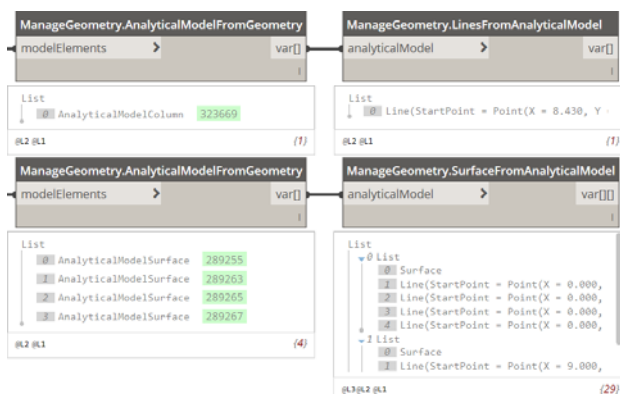 ManageGeometry.AnalyticalModelFromGeometry
modelElements > var[]
l
List
0 AnalyticalModelColumn 323669
@L2 @L1 {1}
ManageGeometry.LinesFromAnalyticalModel
analyticalModel > var[]
l
List
0 Line(StartPoint = Point(X = 8.430, Y
@L2 @L1 {1}
ManageGeometry.AnalyticalModelFromGeometry
modelElements > var[]
l
List
0 AnalyticalModelSurface 289255
1 AnalyticalModelSurface 289263
2 AnalyticalModelSurface 289265
3 AnalyticalModelSurface 289267
@L2 @L1 {4}
ManageGeometry.SurfaceFromAnalyticalModel
analyticalModel > var[][]
l
List
0 List
0 Surface
1 Line(StartPoint = Point(X = 0.000,
2 Line(StartPoint = Point(X = 0.000,
3 Line(StartPoint = Point(X = 0.000,
4 Line(StartPoint = Point(X = 0.000,
1 List
0 Surface
1 Line(StartPoint = Point(X = 9.000,
@L3 @L2 @L1 {29}